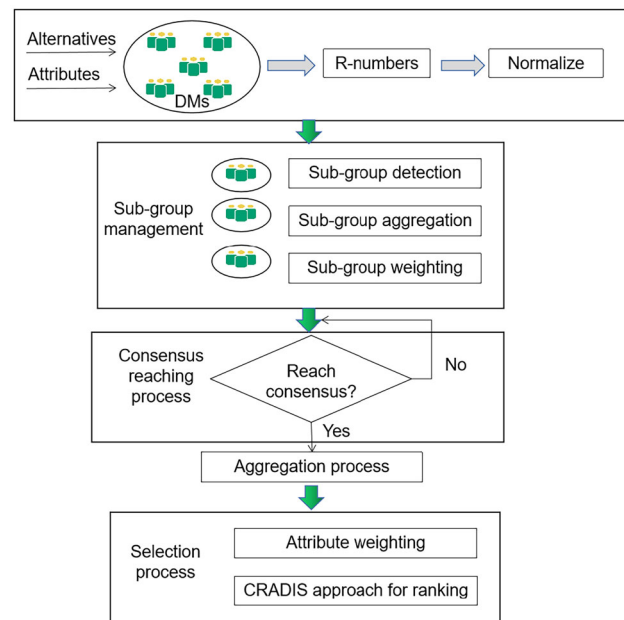 Alternatives
Attributes
DMs
R-numbers
Normalize
Sub-group
management
Sub-group detection
Sub-group aggregation
Sub-group weighting
Consensus
reaching
process
Reach
consensus?
No
Yes
Aggregation process
Selection
process
Attribute weighting
CRADIS approach for ranking